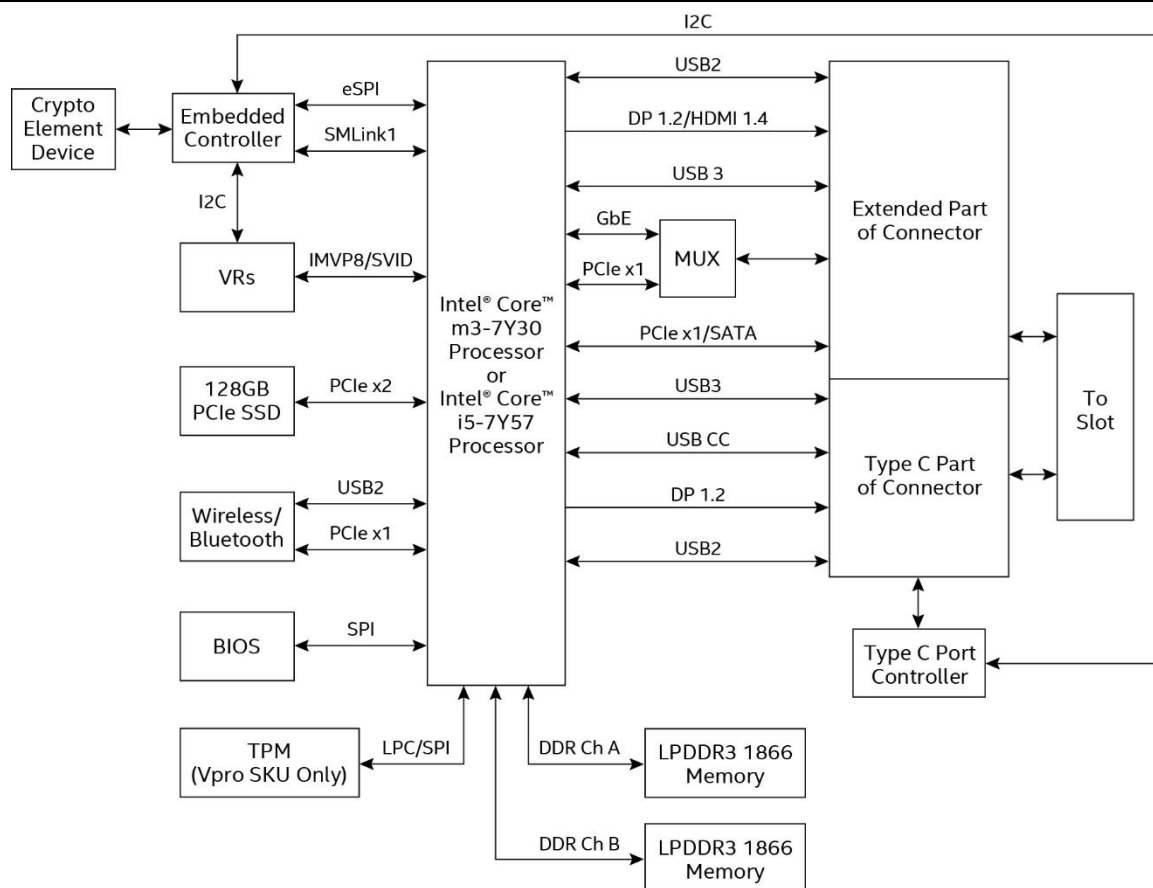 I2C
USB2
eSPI
Crypto
Element
Device
Embedded
Controller
DP 1.2/HDMI 1.4
SMLink1
USB 3
I2C
GbE
Extended Part
of Connector
MUX
VRs
IMVP8/SVID
PCIe x1
Intel® Core™
m3-7Y30
Processor
or
Intel® Core™
i5-7Y57
Processor
PCIe x1/SATA
128GB
PCIe SSD
PCIe x2
USB3
To
Slot
USB CC
Type C Part
of Connector
USB2
DP 1.2
Wireless/
Bluetooth
PCIe x1
USB2
BIOS
SPI
Type C Port
Controller
TPM
(Vpro SKU Only)
LPC/SPI
DDR Ch A
LPDDR3 1866
Memory
DDR Ch B
LPDDR3 1866
Memory